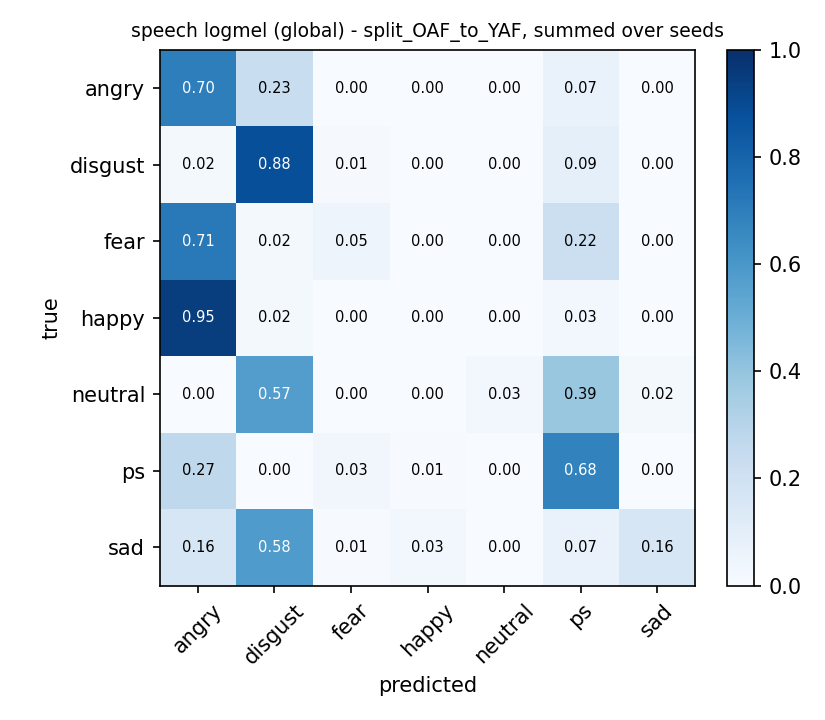 speech logmel (global) - split_OAF_to_YAF, summed over seeds
angry 0.70 0.23 0.00 0.00 0.00 0.07 0.00
disgust 0.02 0.88 0.01 0.00 0.00 0.09 0.00
fear 0.71 0.02 0.05 0.00 0.00 0.22 0.00
happy 0.95 0.02 0.00 0.00 0.00 0.03 0.00
neutral 0.00 0.57 0.00 0.00 0.03 0.39 0.02
ps 0.27 0.00 0.03 0.01 0.00 0.68 0.00
sad 0.16 0.58 0.01 0.03 0.00 0.07 0.16
true
angry disgust fear happy neutral ps sad
predicted
1.0
0.8
0.6
0.4
0.2
0.0